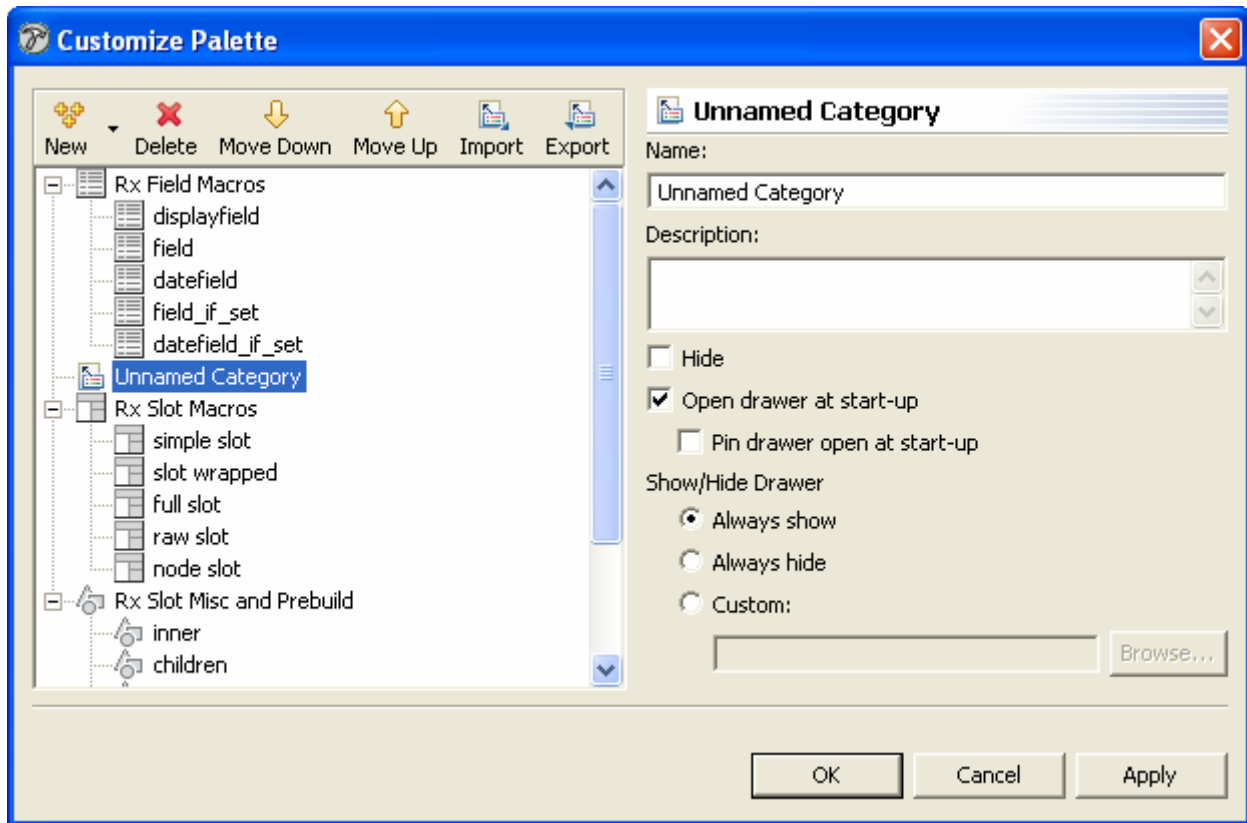 Customize Palette
New Delete Move Down Move Up Import Export
Rx Field Macros
displayfield
field
datefield
field_if_set
datefield_if_set
Unnamed Category
Rx Slot Macros
simple slot
slot wrapped
full slot
raw slot
node slot
Rx Slot Misc and Prebuild
inner
children
Unnamed Category
Name:
Unnamed Category
Description:
Hide
Open drawer at start-up
Pin drawer open at start-up
Show/Hide Drawer
Always show
Always hide
Custom:
Browse...
OK Cancel Apply